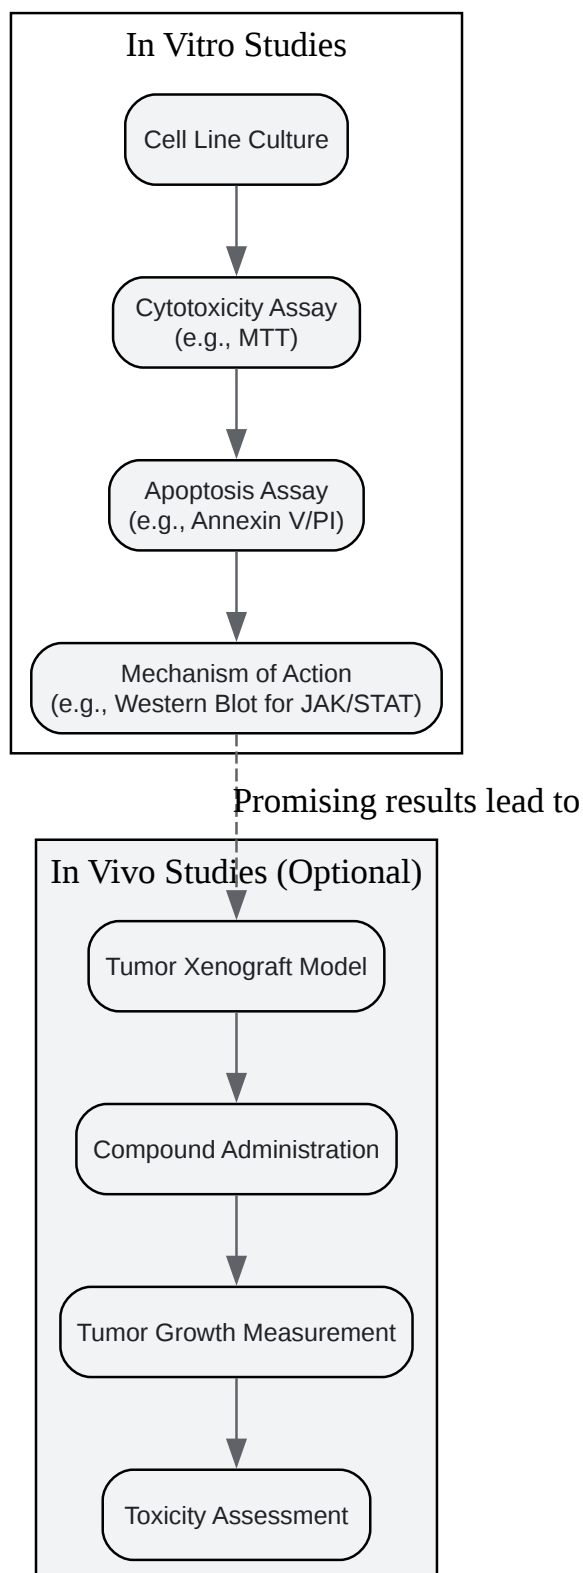 In Vitro Studies
Cell Line Culture
Cytotoxicity Assay
(e.g., MTT)
Apoptosis Assay
(e.g., Annexin V/PI)
Mechanism of Action
(e.g., Western Blot for JAK/STAT)
Promising results lead to
In Vivo Studies (Optional)
Tumor Xenograft Model
Compound Administration
Tumor Growth Measurement
Toxicity Assessment